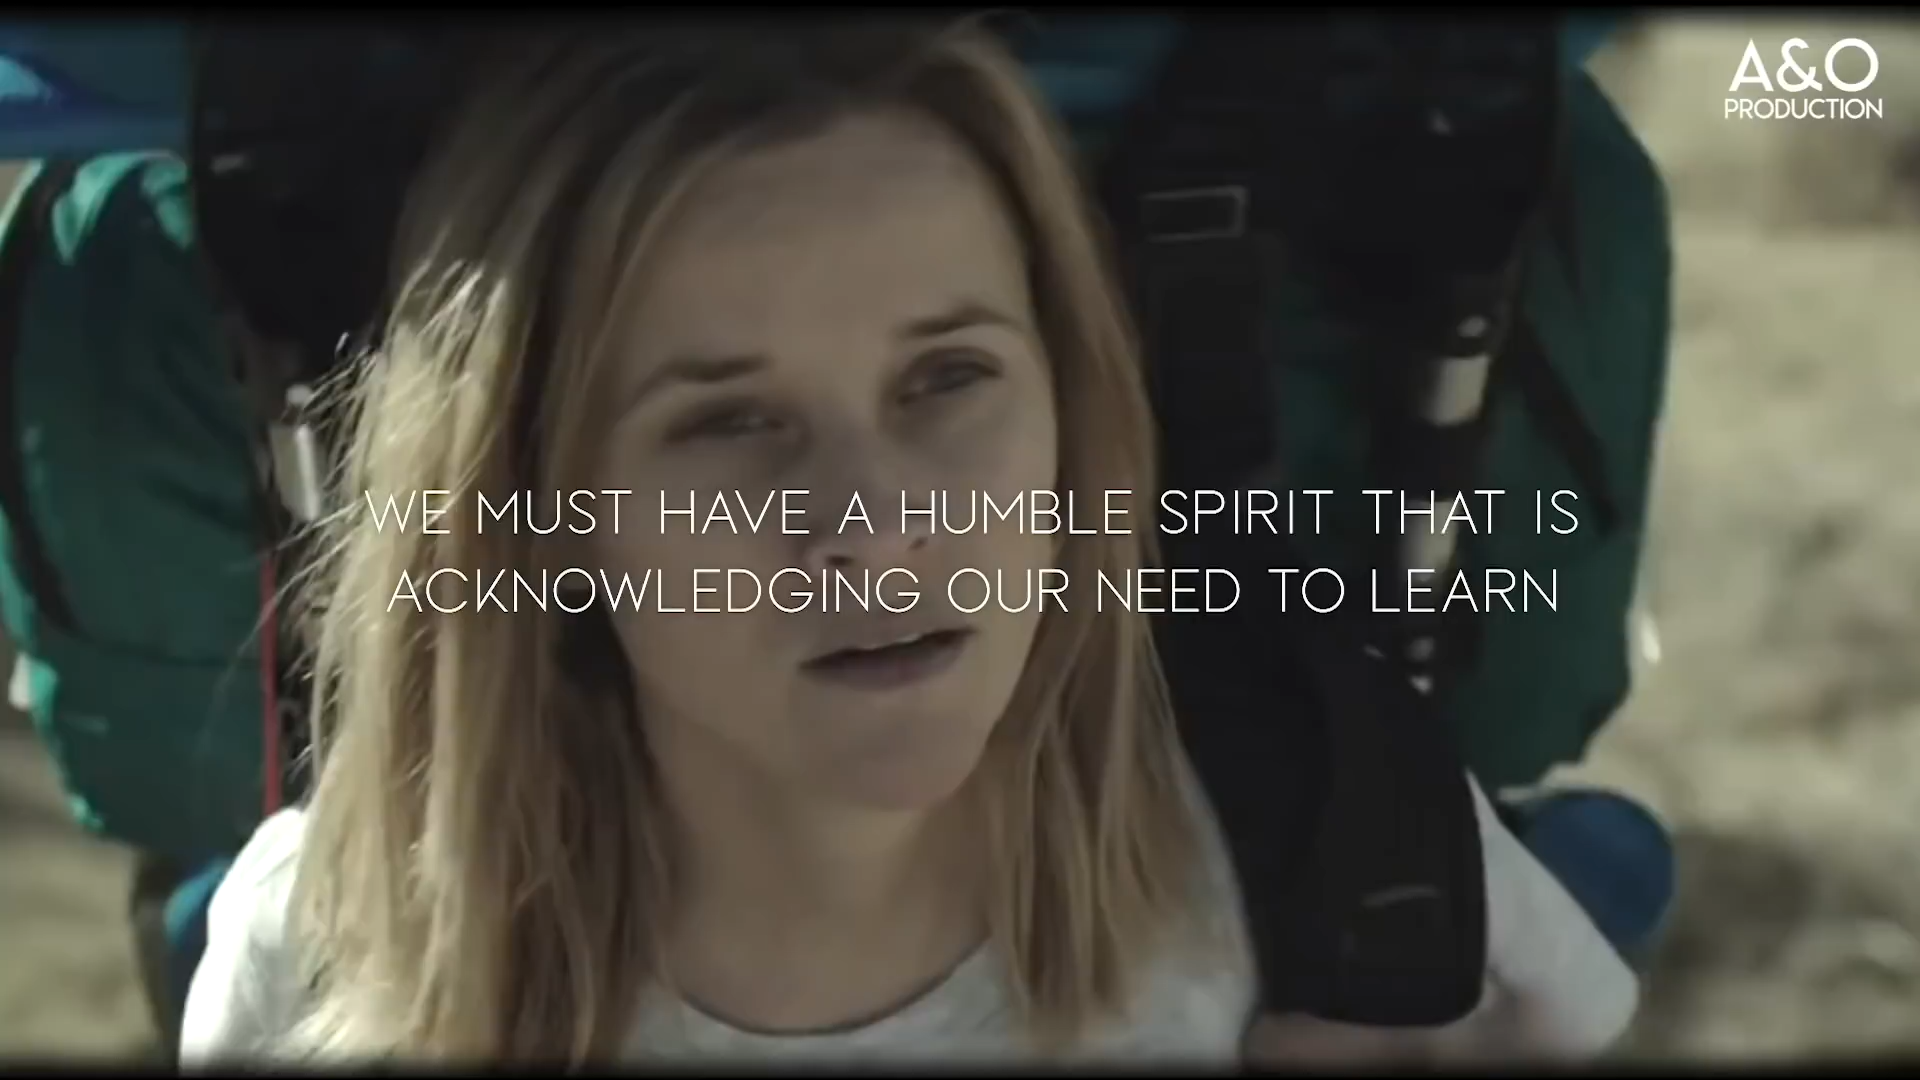 A&O
PRODUCTION
WE MUST HAVE A HUMBLE SPIRIT THAT IS
ACKNOWLEDGING OUR NEED TO LEARN